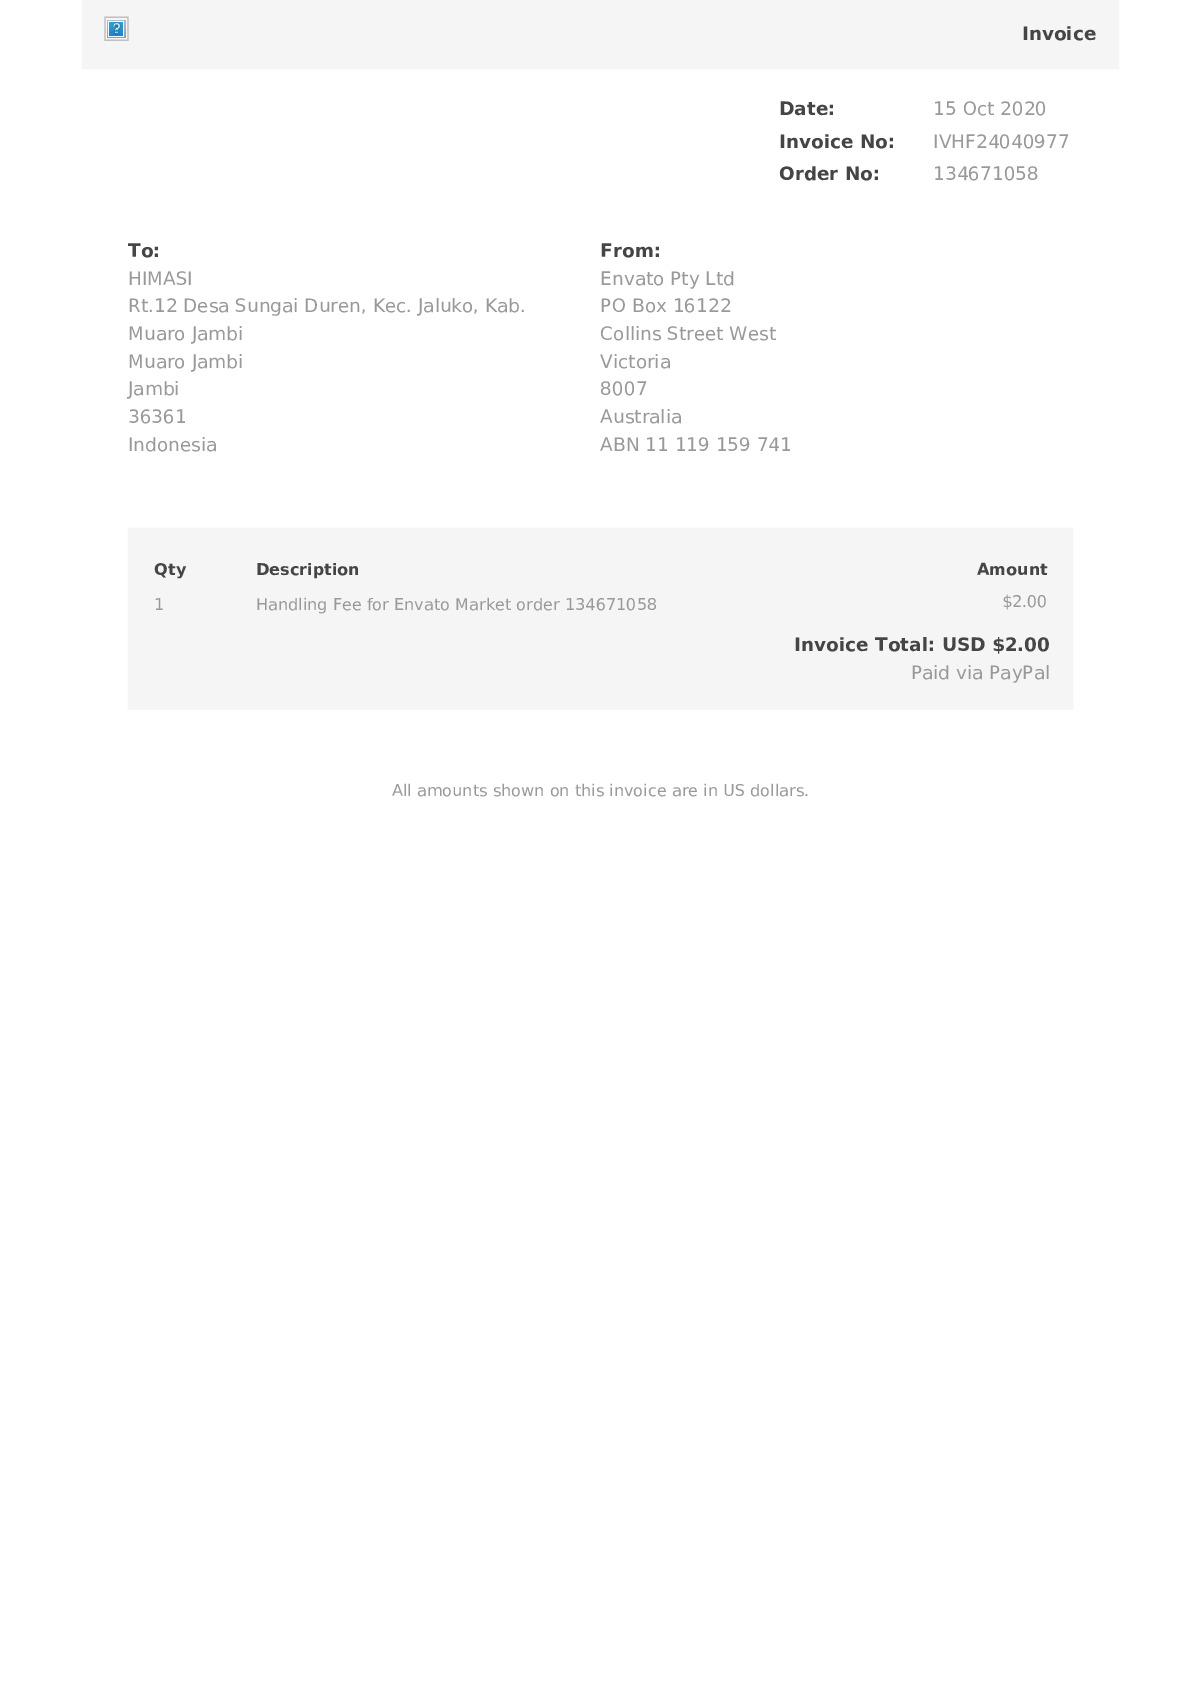 Invoice
Date: 15 Oct 2020
Invoice No: IVHF24040977
Order No: 134671058
To:
HIMASI
Rt.12 Desa Sungai Duren, Kec. Jaluko, Kab.
Muaro Jambi
Muaro Jambi
Jambi
36361
Indonesia
From:
Envato Pty Ltd
PO Box 16122
Collins Street West
Victoria
8007
Australia
ABN 11 119 159 741
Qty Description Amount
1 Handling Fee for Envato Market order 134671058 $2.00
Invoice Total: USD $2.00
Paid via PayPal
All amounts shown on this invoice are in US dollars.